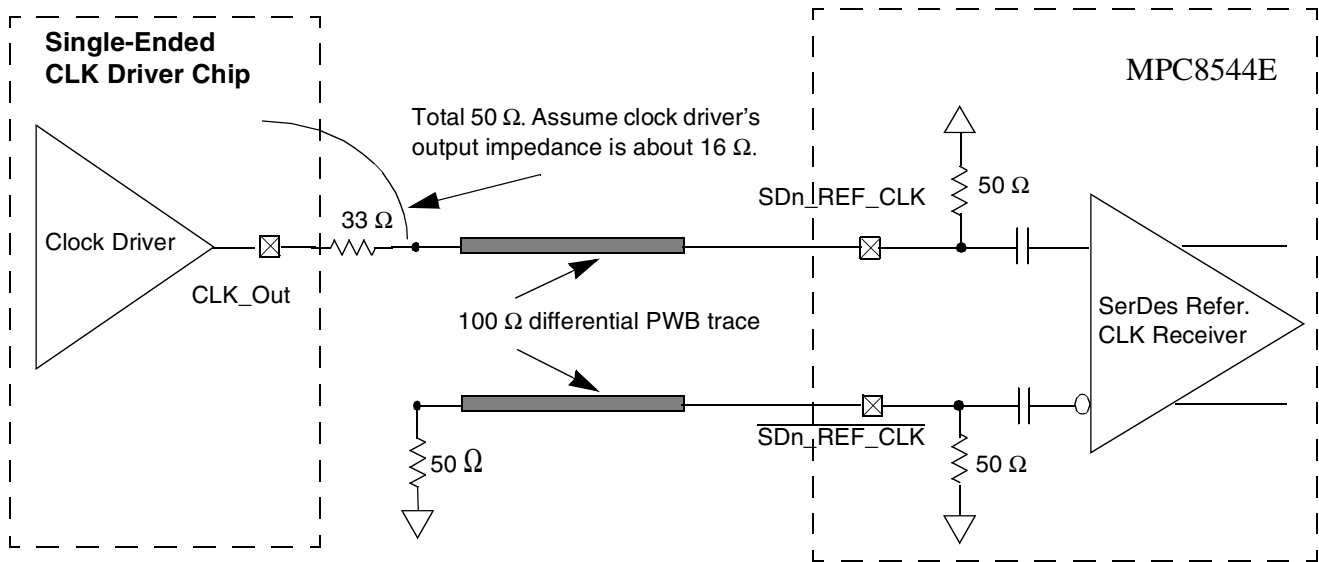 Single-Ended
CLK Driver Chip
MPC8544E
Total 50 Ω. Assume clock driver's
output impedance is about 16 Ω.
SDn_REF_CLK
50 Ω
33 Ω
Clock Driver
CLK_Out
100 Ω differential PWB trace
SerDes Refer.
CLK Receiver
SDn_REF_CLK
50 Ω
50 Ω